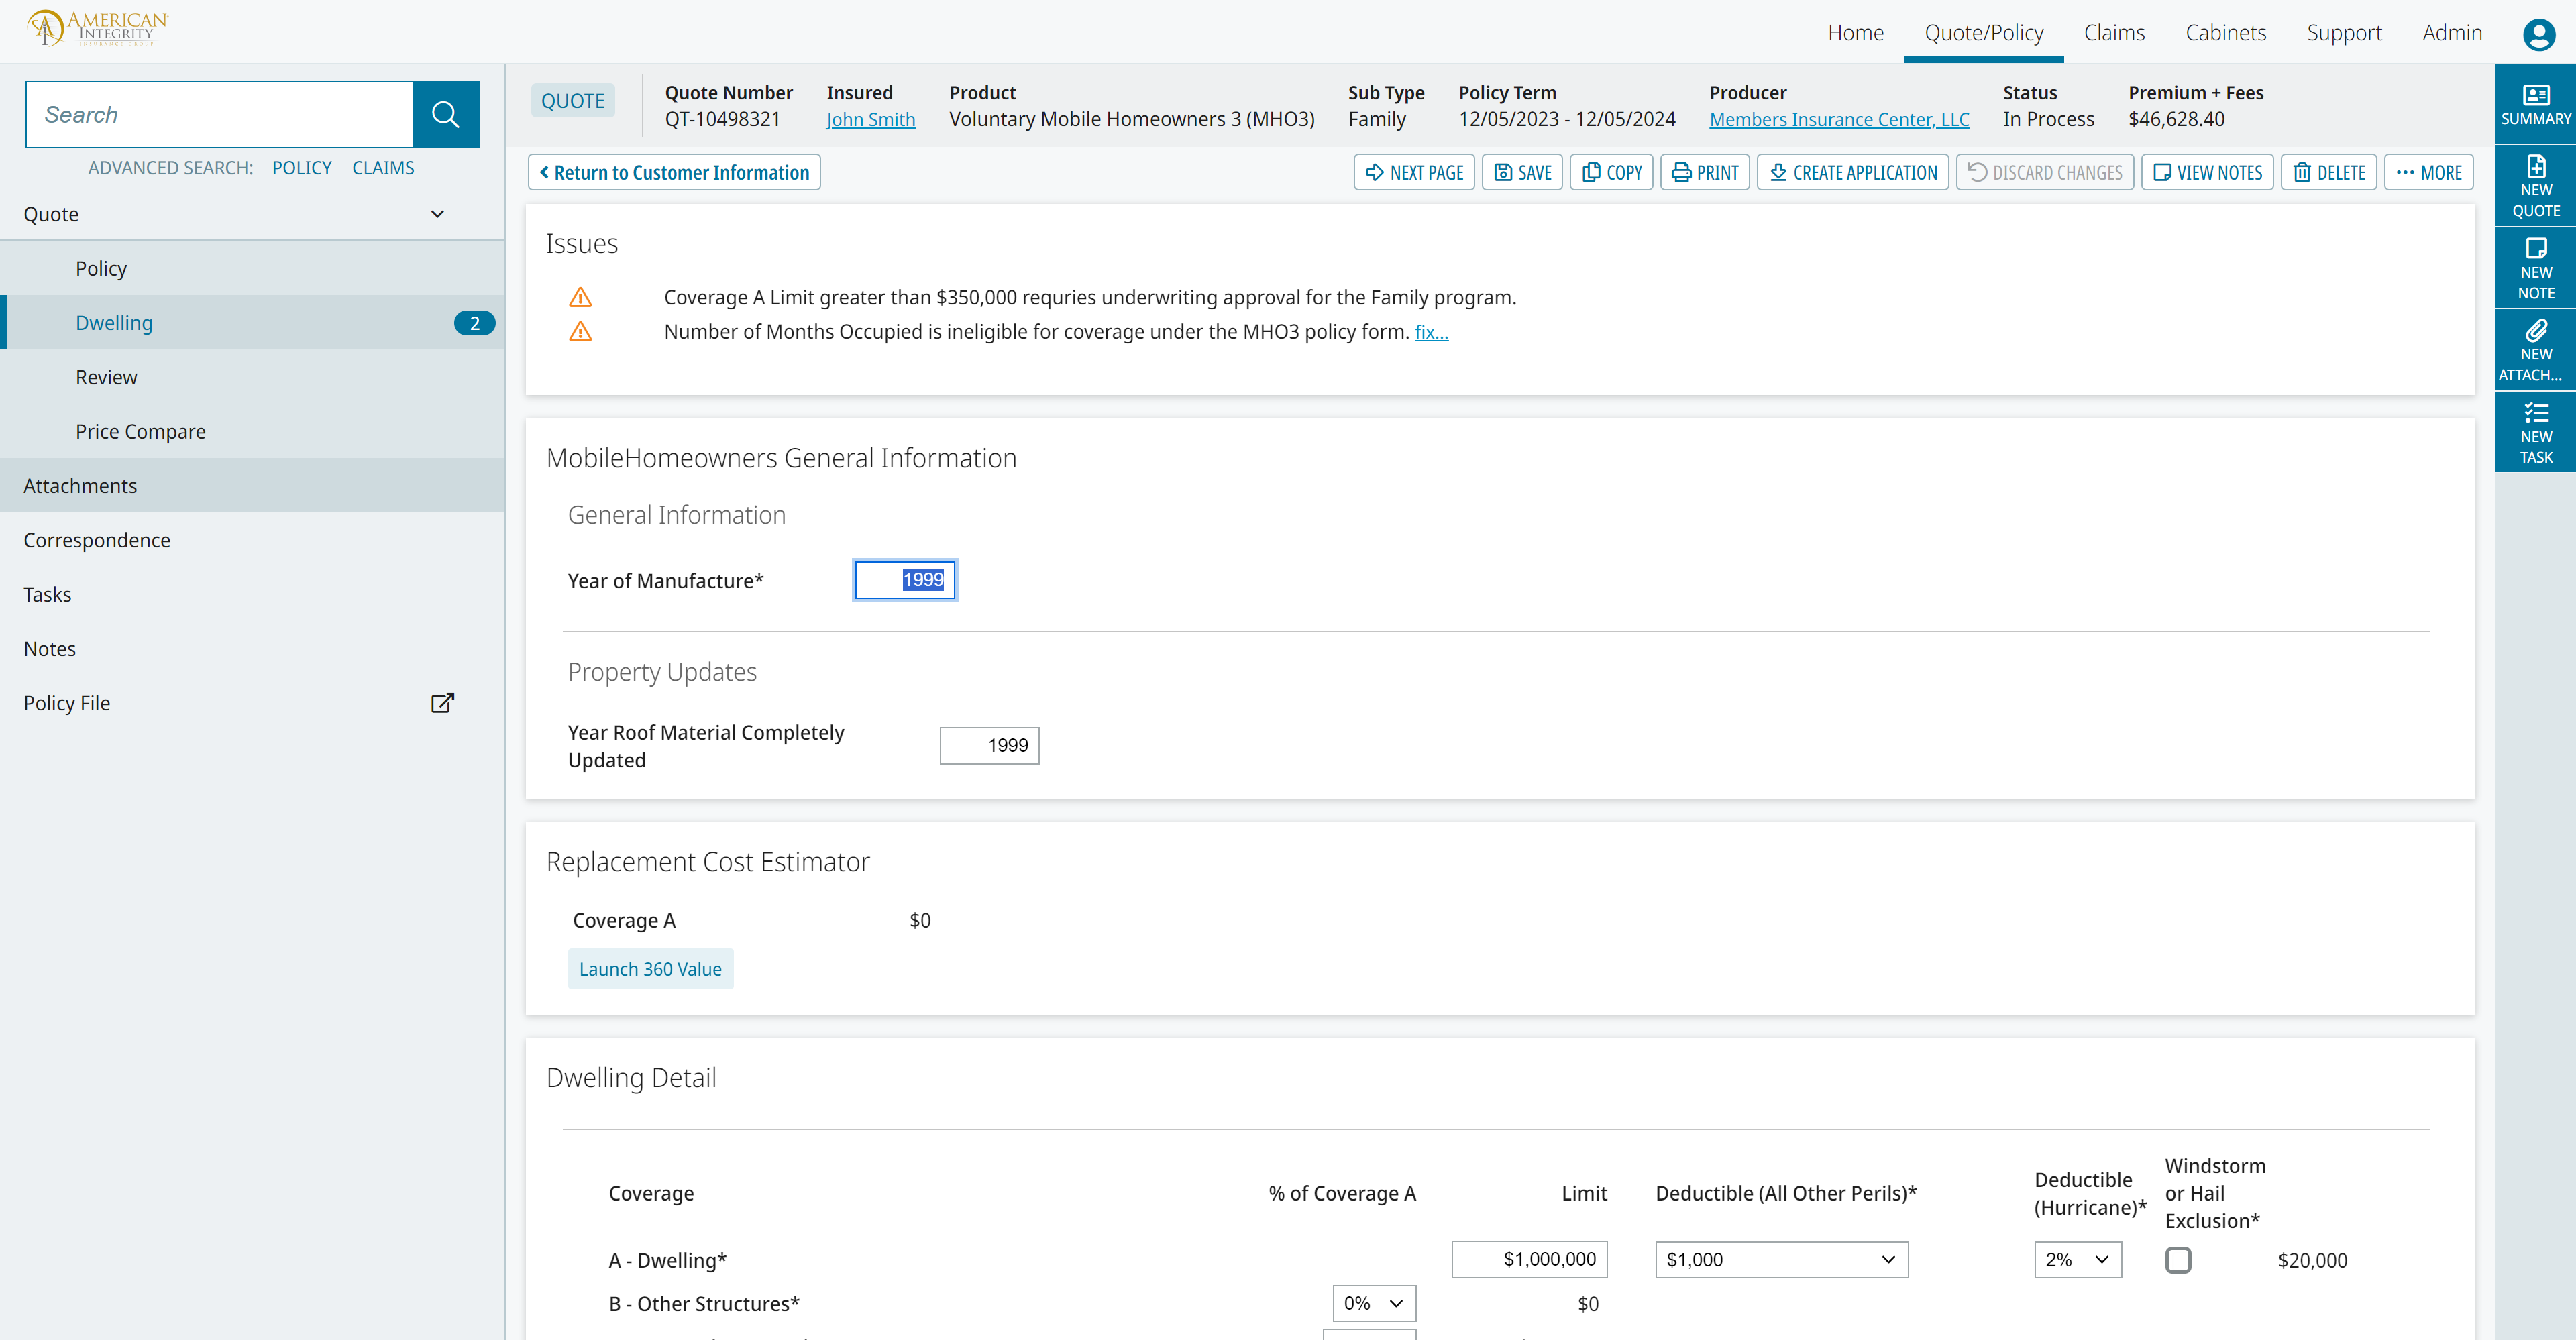 AMERICAN
INTEGRITY
INSURANCE GROUP
Home
Quote/Policy
Claims
Cabinets
Support
Admin
Search
ADVANCED SEARCH: POLICY CLAIMS
Quote
Policy
Dwelling 2
Review
Price Compare
Attachments
Correspondence
Tasks
Notes
Policy File
QUOTE
Quote Number
QT-10498321
Insured
John Smith
Product
Voluntary Mobile Homeowners 3 (MHO3)
Sub Type
Family
Policy Term
12/05/2023 - 12/05/2024
Producer
Members Insurance Center, LLC
Status
In Process
Premium + Fees
$46,628.40
Return to Customer Information
NEXT PAGE
SAVE
COPY
PRINT
CREATE APPLICATION
DISCARD CHANGES
VIEW NOTES
DELETE
MORE
Issues
Coverage A Limit greater than $350,000 requries underwriting approval for the Family program.
Number of Months Occupied is ineligible for coverage under the MHO3 policy form. fix...
MobileHomeowners General Information
General Information
Year of Manufacture* 1999
Property Updates
Year Roof Material Completely
Updated
1999
Replacement Cost Estimator
Coverage A $0
Launch 360 Value
Dwelling Detail
Coverage
% of Coverage A
Limit
Deductible (All Other Perils)*
Deductible
(Hurricane)*
Windstorm
or Hail
Exclusion*
A - Dwelling* $1,000,000 $1,000 2% $20,000
B - Other Structures* 0% $0
SUMMARY
NEW
QUOTE
NEW
NOTE
NEW
ATTACH...
NEW
TASK